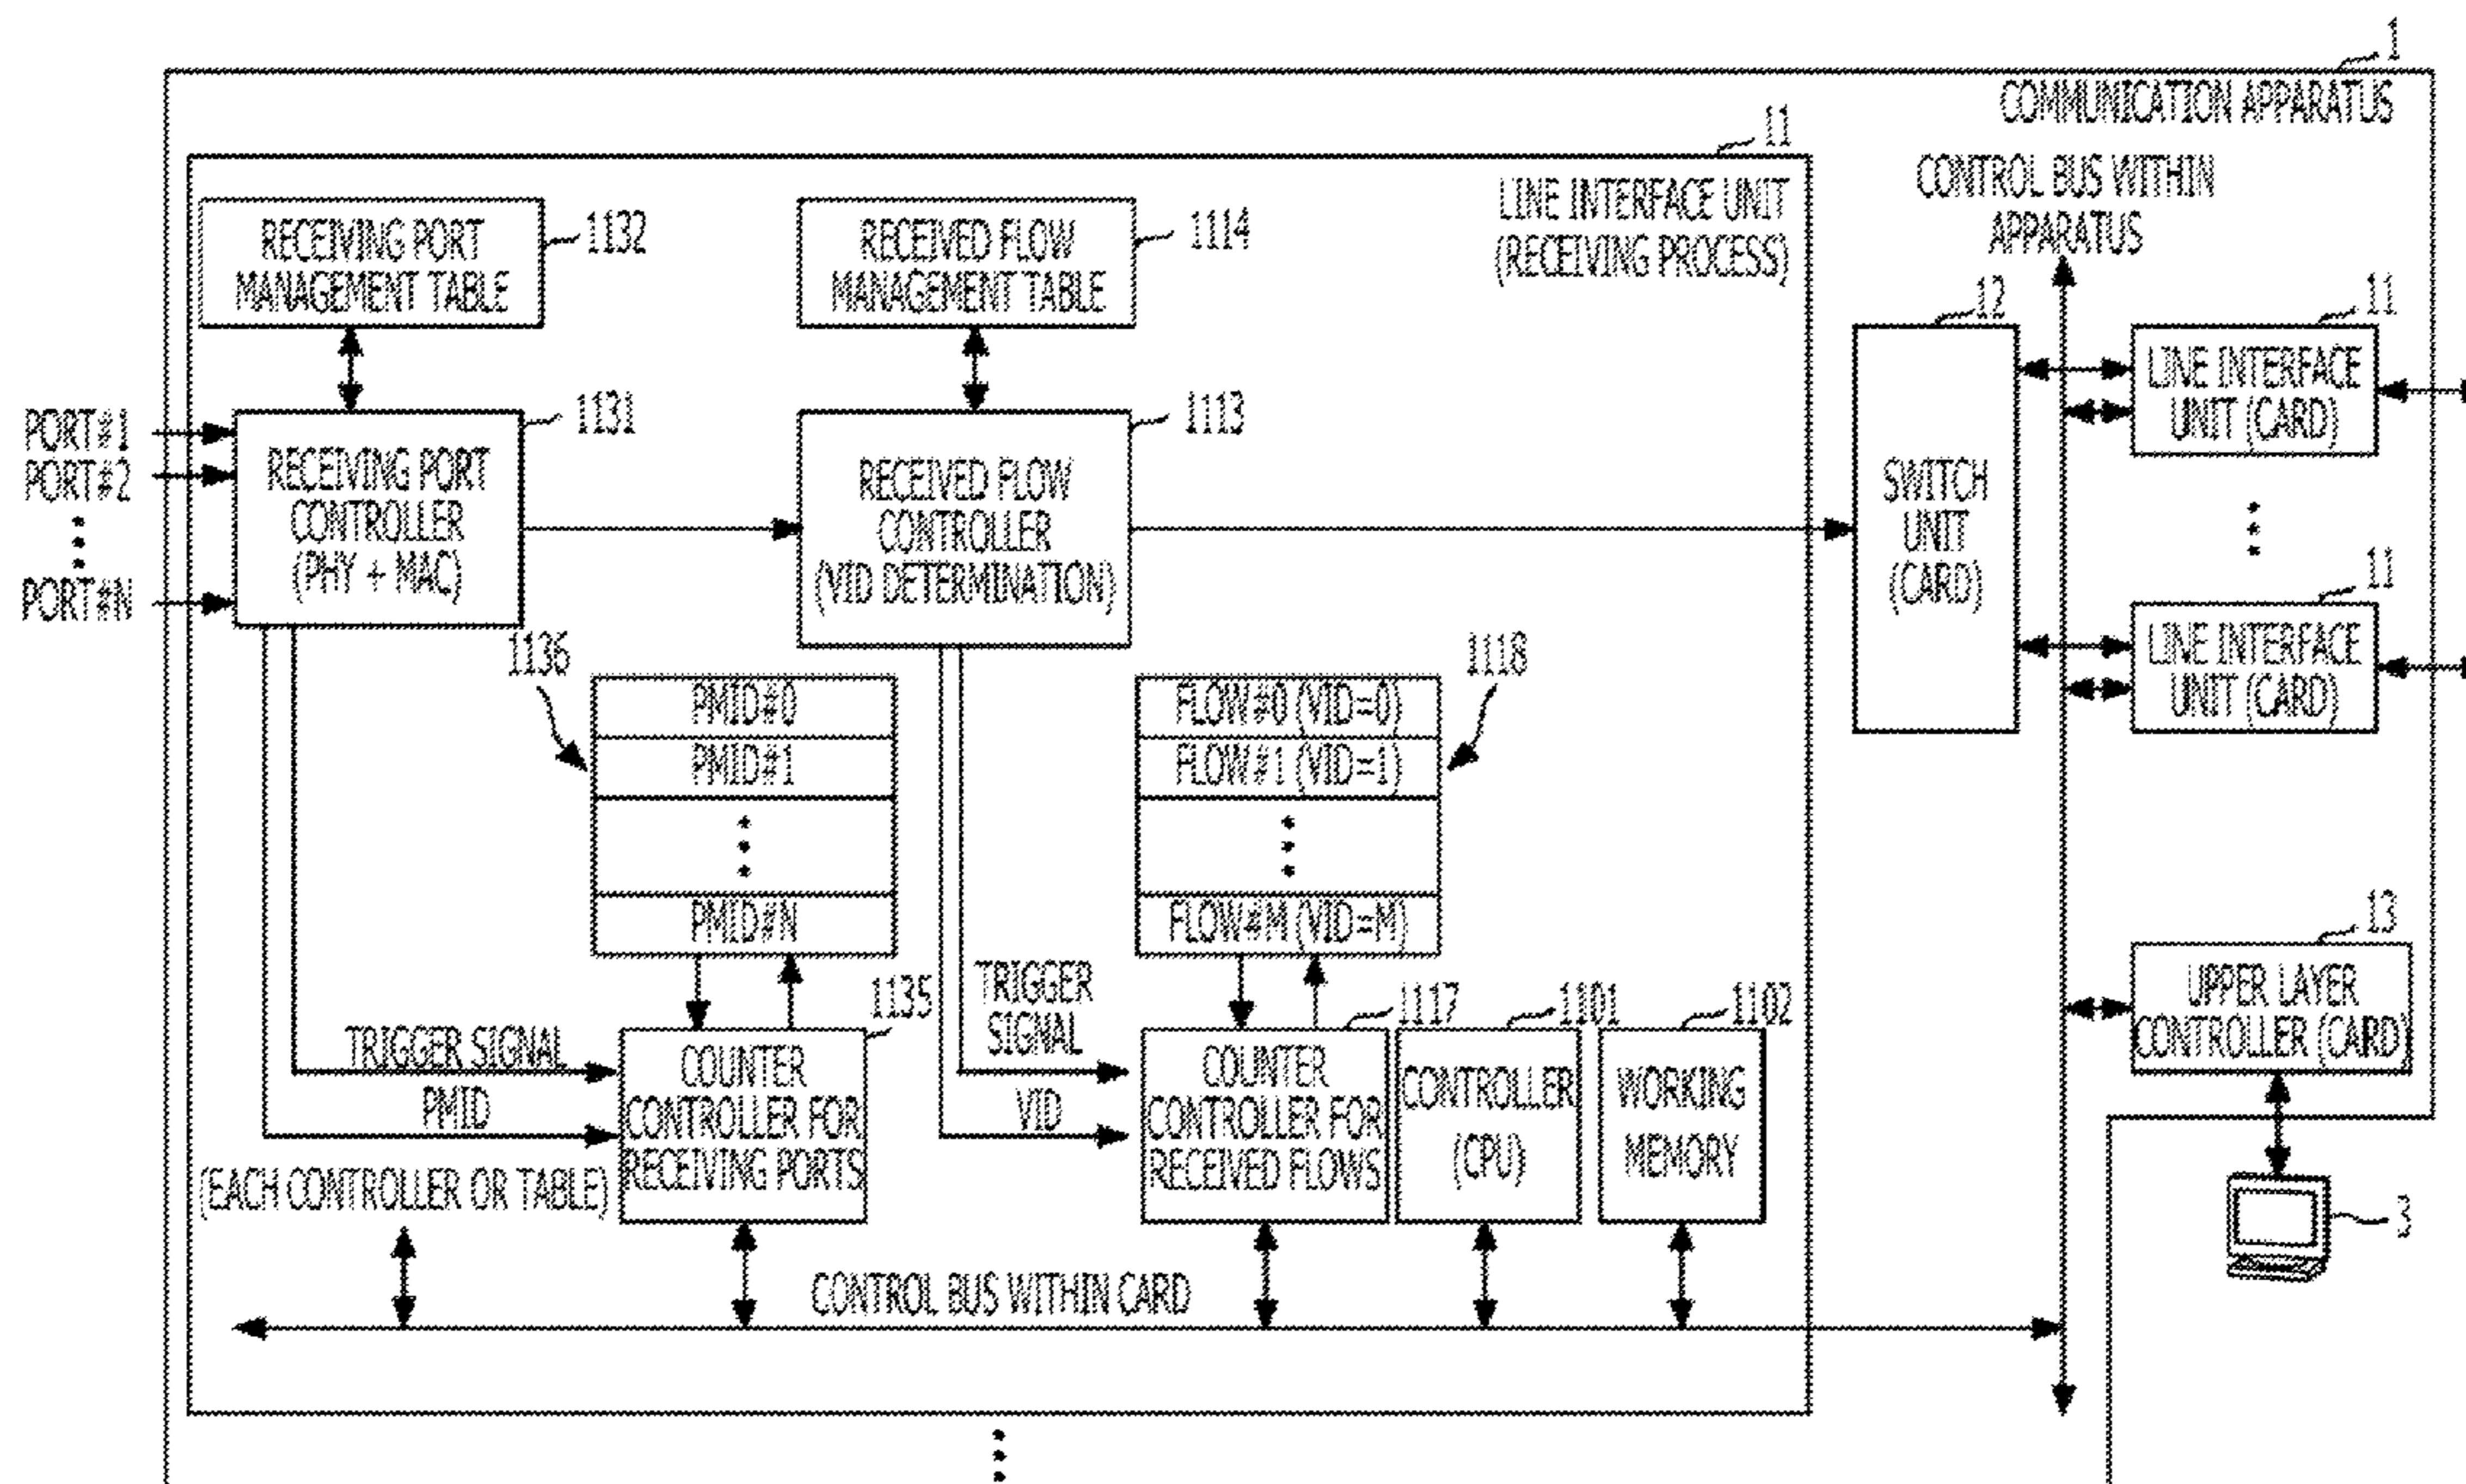 1
COMMUNICATION APPARATUS
11
LINE INTERFACE UNIT
(RECEIVING PROCESS)
CONTROL BUS WITHIN
APPARATUS
RECEIVING PORT
MANAGEMENT TABLE
1132
RECEIVED FLOW
MANAGEMENT TABLE
1114
PORT#1
PORT#2
PORT#N
RECEIVING PORT
CONTROLLER
(PHY + MAC)
1131
RECEIVED FLOW
CONTROLLER
(VID DETERMINATION)
1113
12
SWITCH
UNIT
(CARD)
11
LINE INTERFACE
UNIT (CARD)
11
LINE INTERFACE
UNIT (CARD)
1136
PMID#0
PMID#1
PMID#N
1118
FLOW#0 (VID=0)
FLOW#1 (VID=1)
FLOW#M (VID=M)
TRIGGER SIGNAL
PMID
1135
COUNTER
CONTROLLER FOR
RECEIVING PORTS
TRIGGER
SIGNAL
VID
1117
COUNTER
CONTROLLER FOR
RECEIVED FLOWS
1101
CONTROLLER
(CPU)
1102
WORKING
MEMORY
13
UPPER LAYER
CONTROLLER (CARD)
3
(EACH CONTROLLER OR TABLE)
CONTROL BUS WITHIN CARD